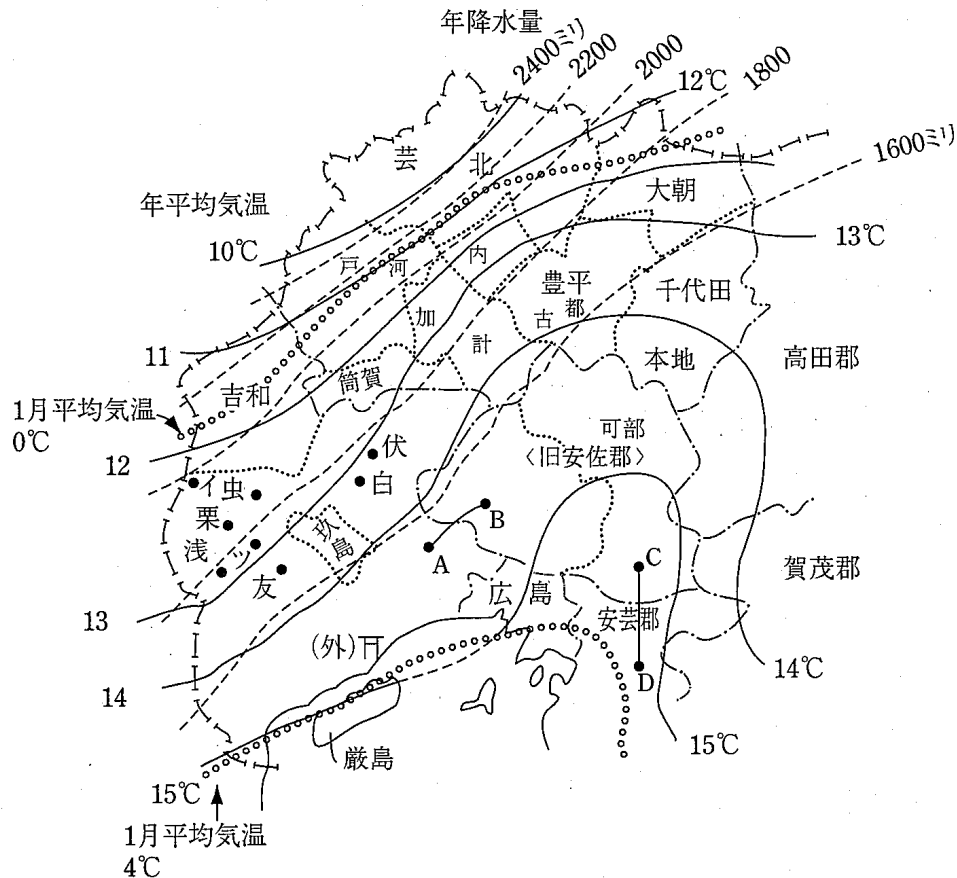 年降水量
2400ミリ
2200
2000
1800
12℃
1600ミリ
芸北
大朝
年平均気温
10℃
13℃
戸河内
豊平
千代田
加計
都
古
11
本地
高田郡
筒賀
吉和
1月平均気温
0℃
可部
〈旧安佐郡〉
12
伏
白
イ
虫
栗
浅
ツ
友
玖島
A
B
C
D
賀茂郡
広島
安芸郡
13
(外)
14
14℃
15℃
厳島
15℃
1月平均気温
4℃